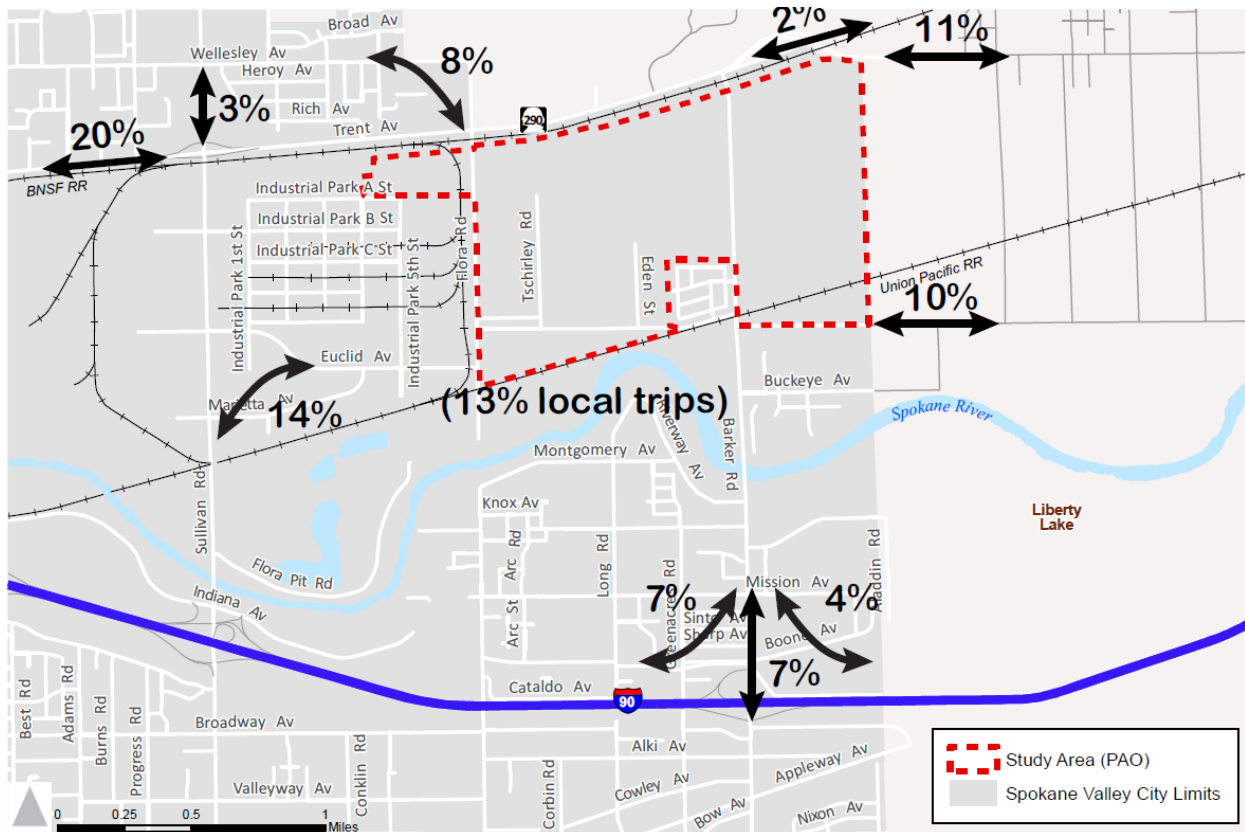 Broad Av
2%
11%
Wellesley Av
Heroy Av
8%
3%
Rich Av
Trent Av
290
20%
BNSF RR
Industrial Park A St
Industrial Park B St
Industrial Park C St
Industrial Park 1st St
Industrial Park 5th St
Flora Rd
Tschirley Rd
Eden St
Union Pacific RR
10%
Euclid Av
Marietta Av
14%
(13% local trips)
Buckeye Av
Spokane River
Riverway Av
Barker Rd
Montgomery Av
Sullivan Rd
Knox Av
Liberty
Lake
Flora Pit Rd
Indiana Av
Arc Rd
Arc St
Long Rd
Greenacres Rd
Mission Av
Aladdin Rd
7%
4%
Sharp Av
Boone Av
7%
Cataldo Av
90
Best Rd
Adams Rd
Burns Rd
Progress Rd
Broadway Av
Conklin Rd
Alki Av
Corbin Rd
Cowley Av
Appleway Av
Valleyway Av
Bow Av
Nixon Av
Study Area (PAO)
Spokane Valley City Limits
0 0.25 0.5 1
Miles